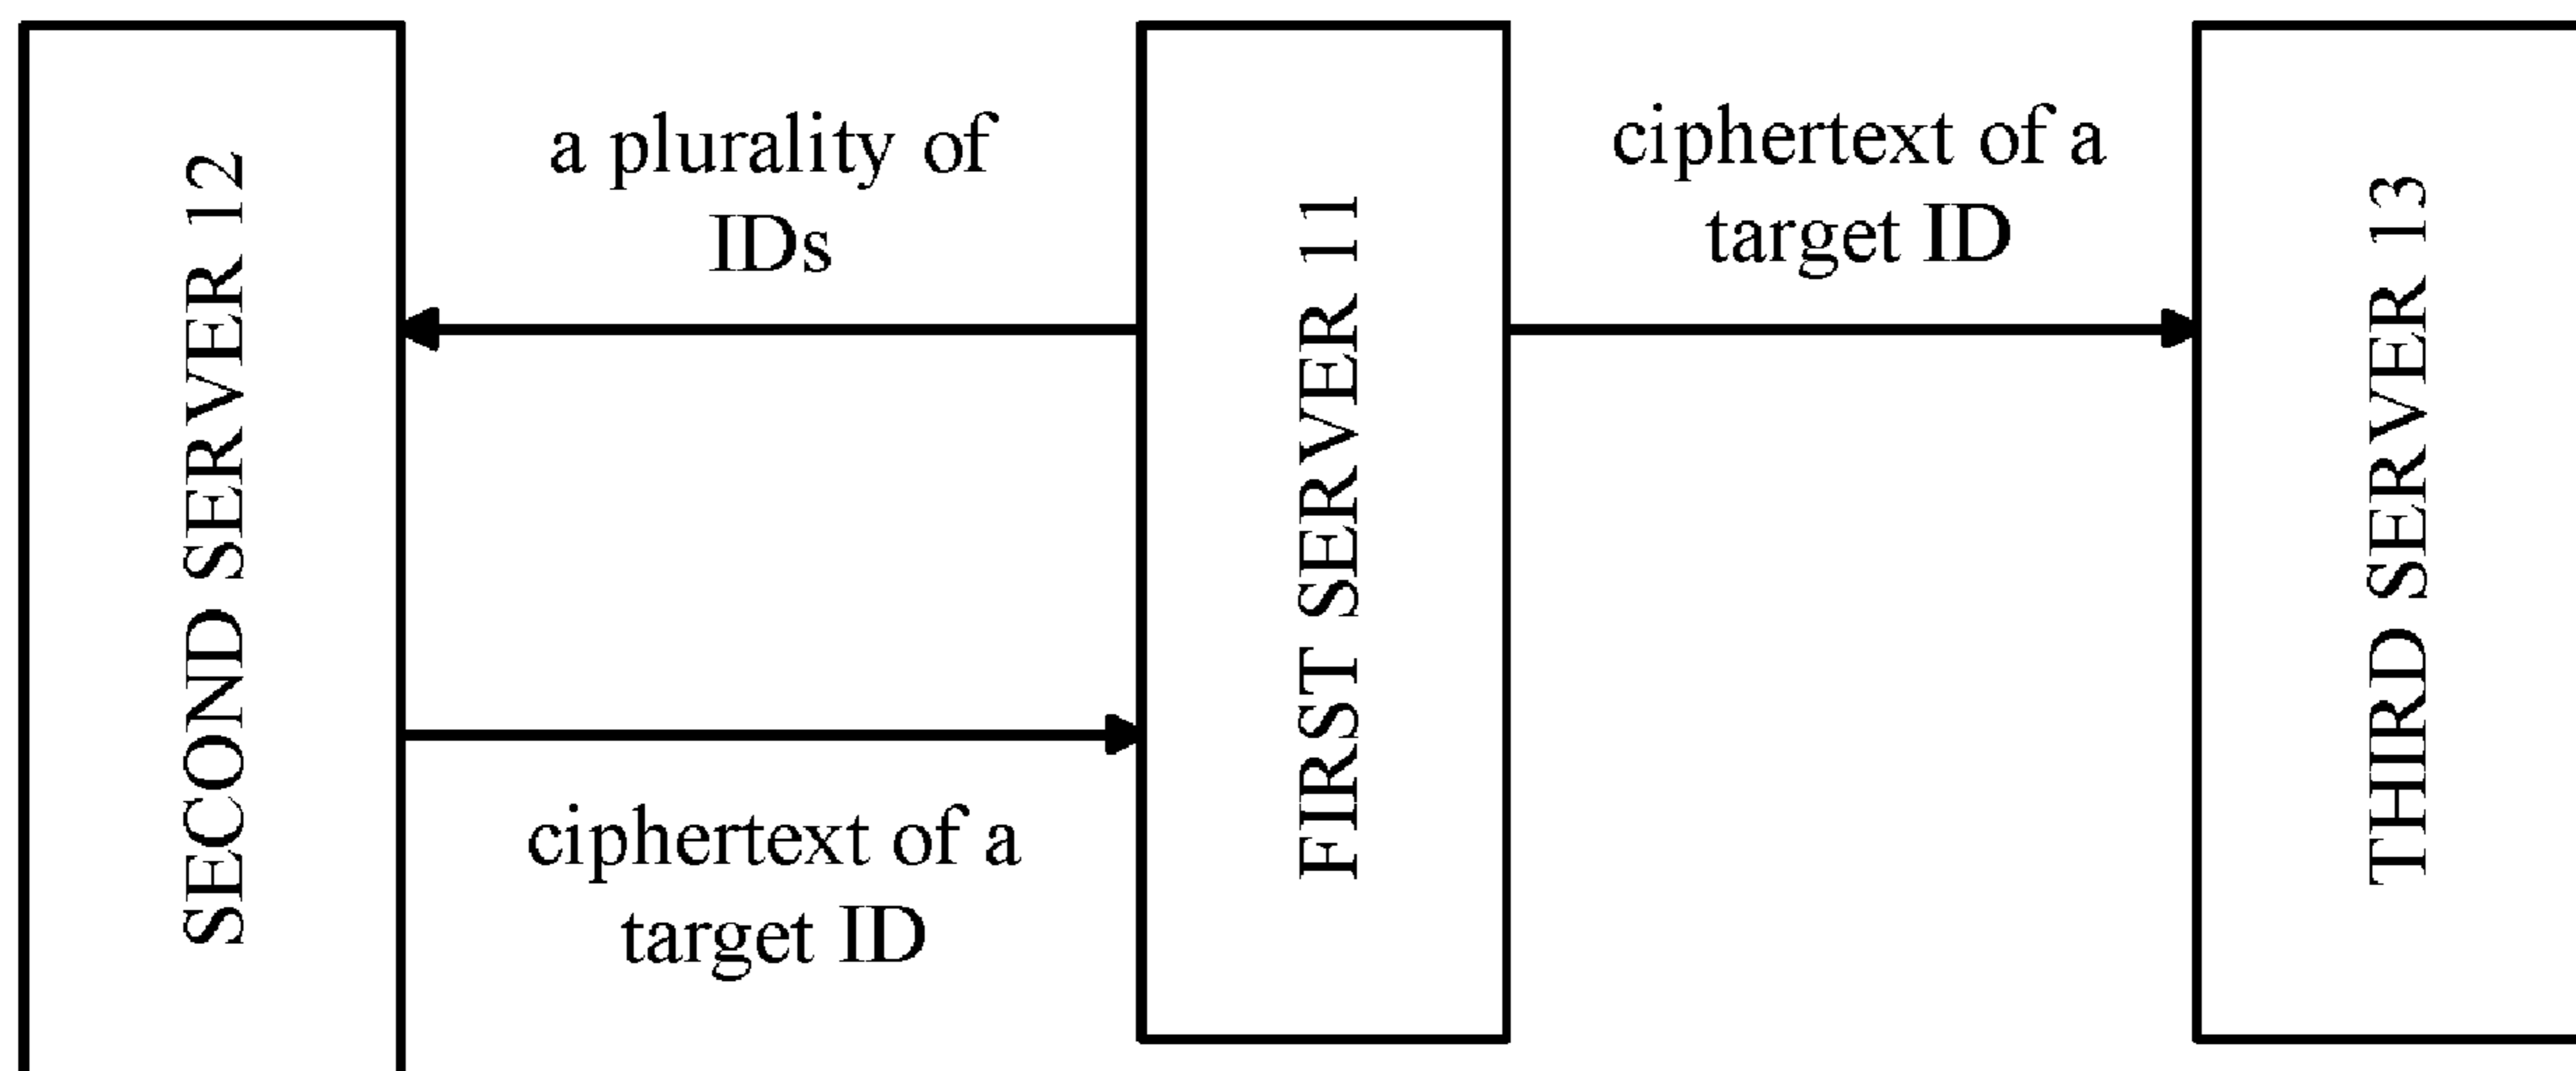 SECOND SERVER 12
a plurality of
IDs
ciphertext of a
target ID
FIRST SERVER 11
ciphertext of a
target ID
THIRD SERVER 13